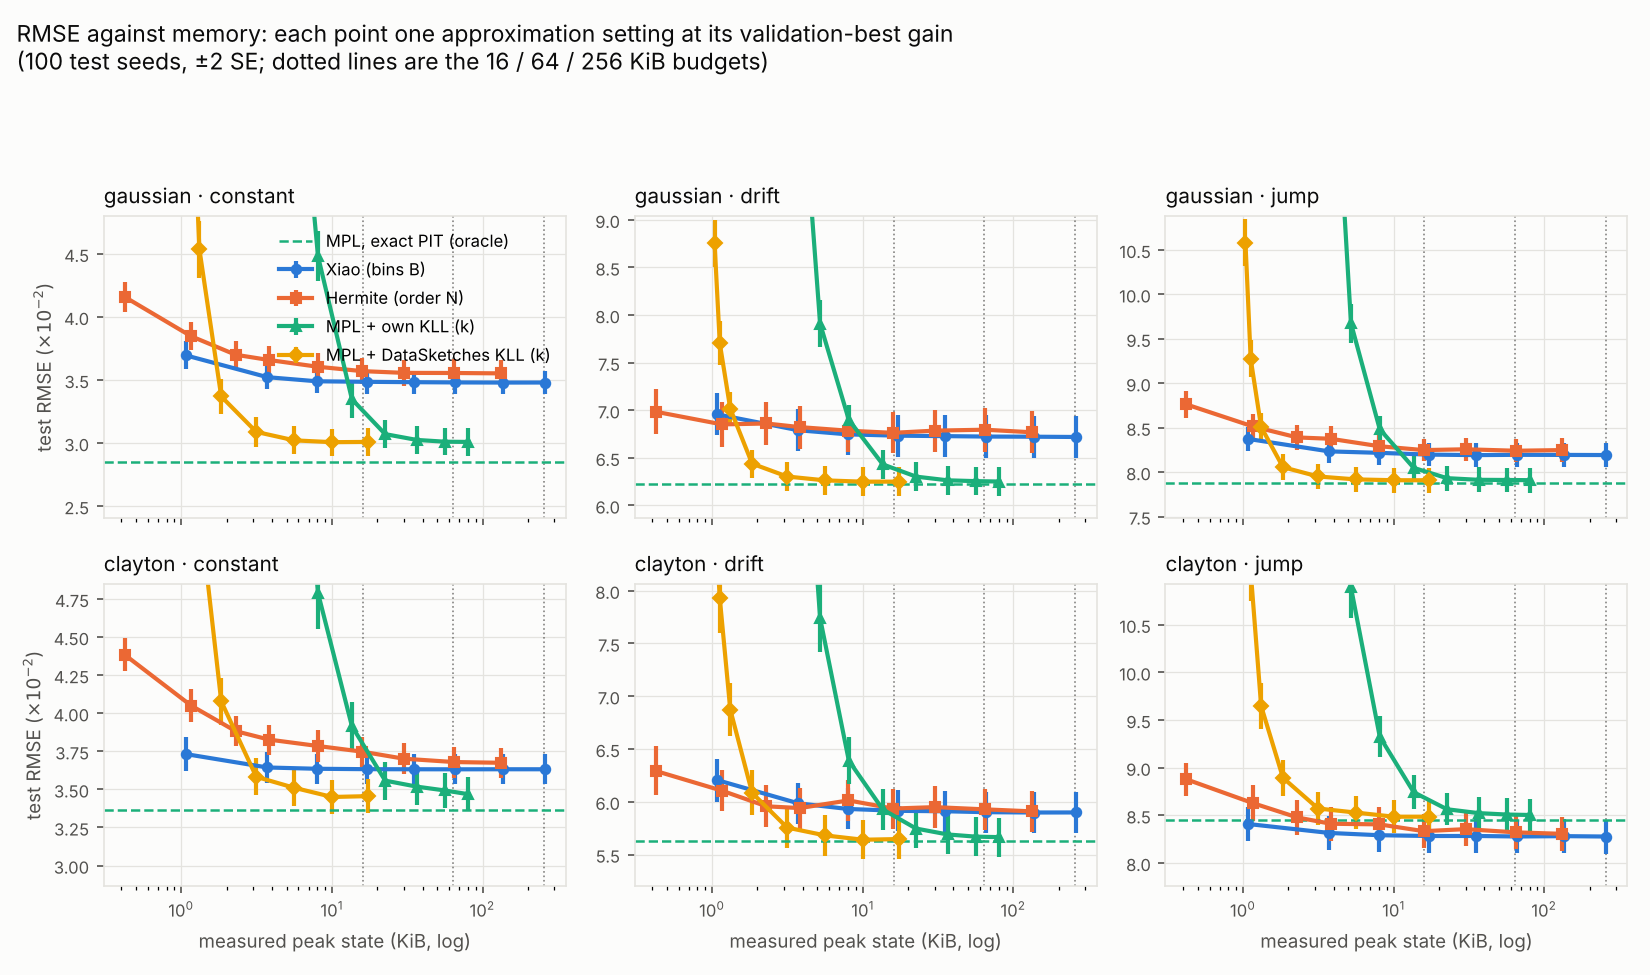 RMSE against memory: each point one approximation setting at its validation-best gain
(100 test seeds, ±2 SE; dotted lines are the 16 / 64 / 256 KiB budgets)
gaussian · constant
4.5
4.0
3.5
3.0
2.5
test RMSE (×10⁻²)
MPL, exact PIT (oracle)
Xiao (bins B)
Hermite (order N)
MPL + own KLL (k)
MPL + DataSketches KLL (k)
gaussian · drift
9.0
8.5
8.0
7.5
7.0
6.5
6.0
gaussian · jump
10.5
10.0
9.5
9.0
8.5
8.0
7.5
clayton · constant
4.75
4.50
4.25
4.00
3.75
3.50
3.25
3.00
test RMSE (×10⁻²)
10⁰ 10¹ 10²
measured peak state (KiB, log)
clayton · drift
8.0
7.5
7.0
6.5
6.0
5.5
10⁰ 10¹ 10²
measured peak state (KiB, log)
clayton · jump
10.5
10.0
9.5
9.0
8.5
8.0
10⁰ 10¹ 10²
measured peak state (KiB, log)